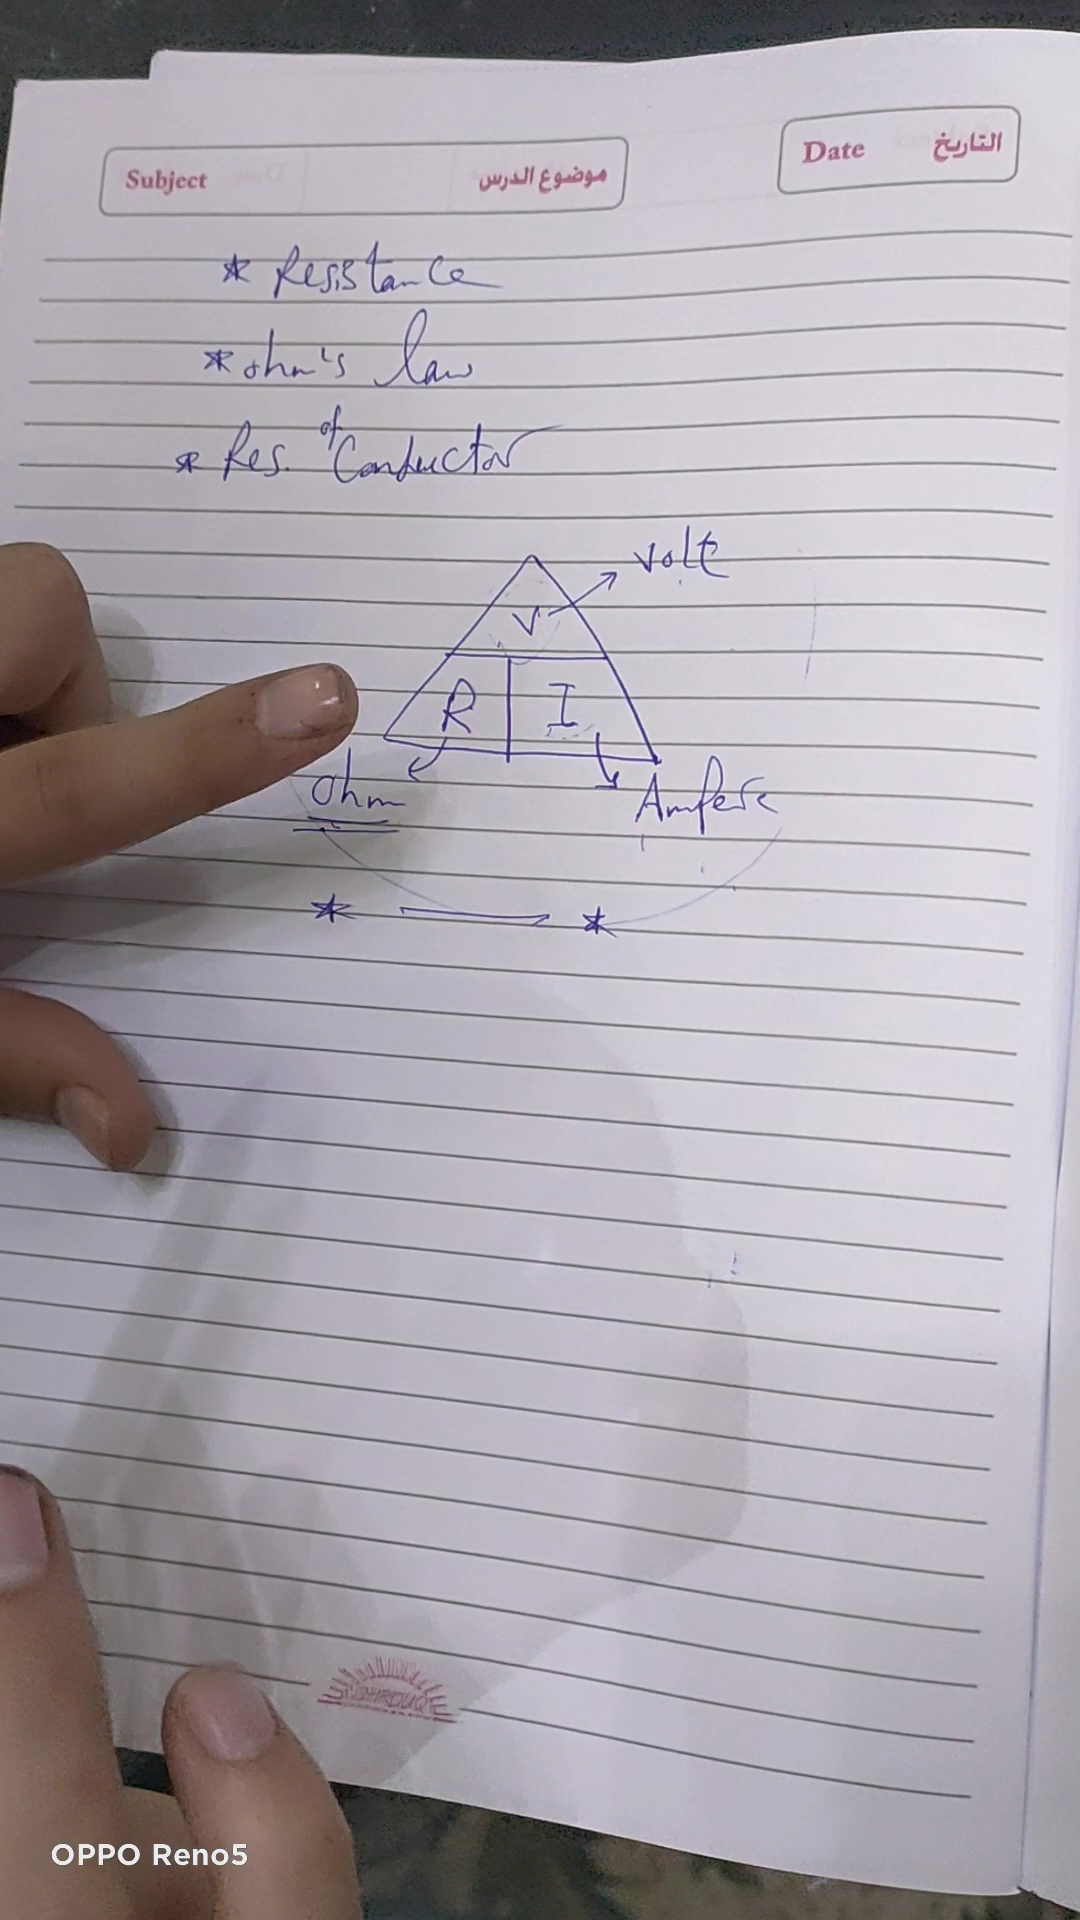 Subject موضوع الدرس
Date التاريخ
* Resistance
* ohm's law
* Res. of Conductor
V
volt
R I
ohm
Ampere
* *
SHROUQ
OPPO Reno5